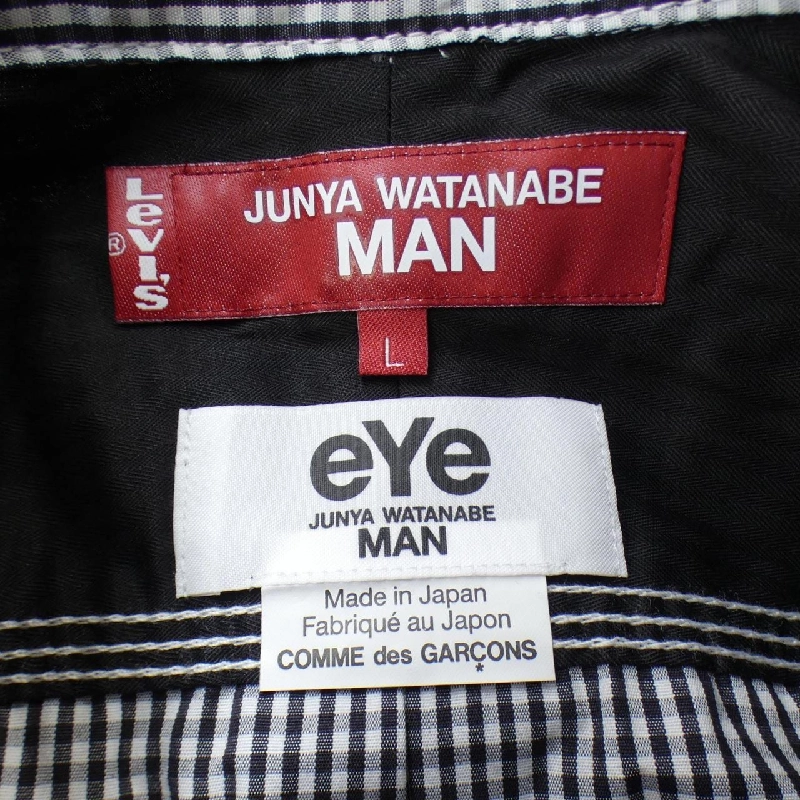 LEVI'S
®
JUNYA WATANABE
MAN
L
eYe
JUNYA WATANABE
MAN
Made in Japan
Fabriqué au Japon
COMME des GARÇONS
*